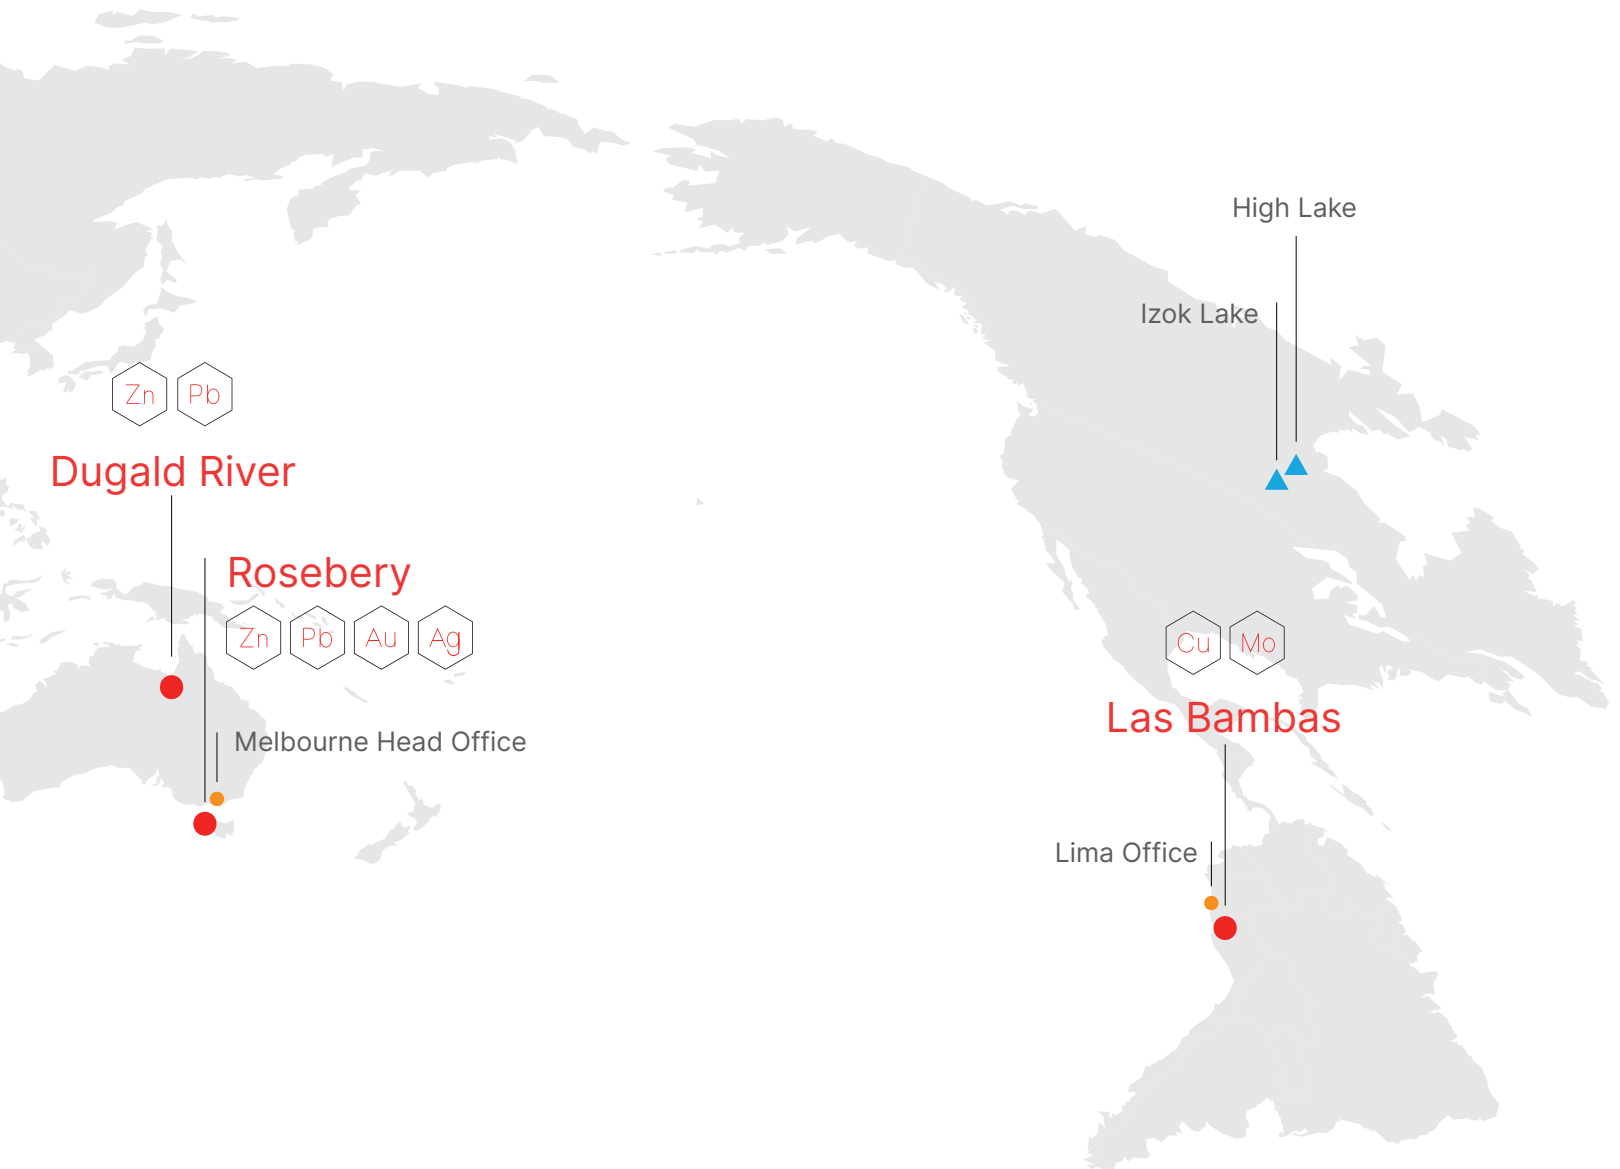 High Lake
Izok Lake
Zn Pb
Dugald River
Rosebery
Zn Pb Au Ag
Melbourne Head Office
Cu Mo
Las Bambas
Lima Office